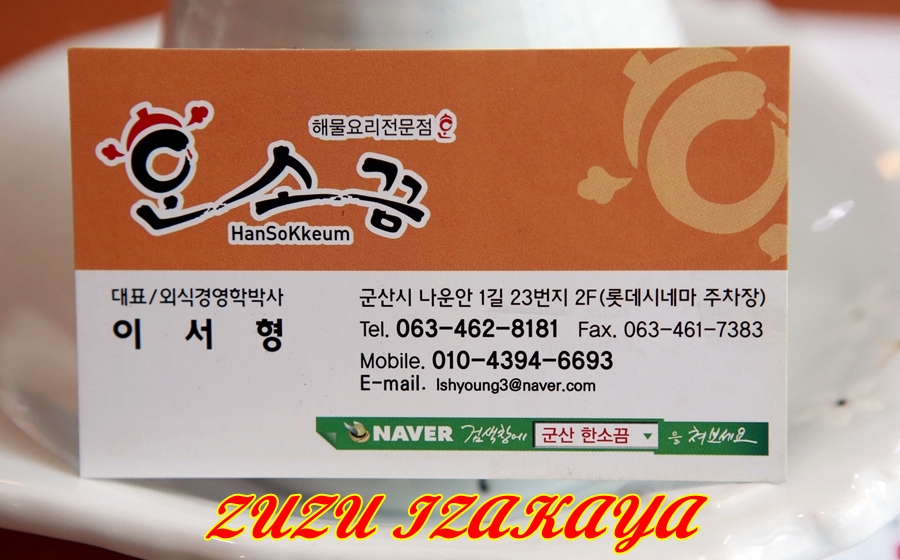 해물요리전문점
한소끔
HanSoKkeum
대표/외식경영학박사
이 서 형
군산시 나운안 1길 23번지 2F(롯데시네마 주차장)
Tel. 063-462-8181 Fax. 063-461-7383
Mobile. 010-4394-6693
E-mail. lshyoung3@naver.com
NAVER 검색창에 군산 한소끔 을 쳐보세요
ZUZU IZAKAYA